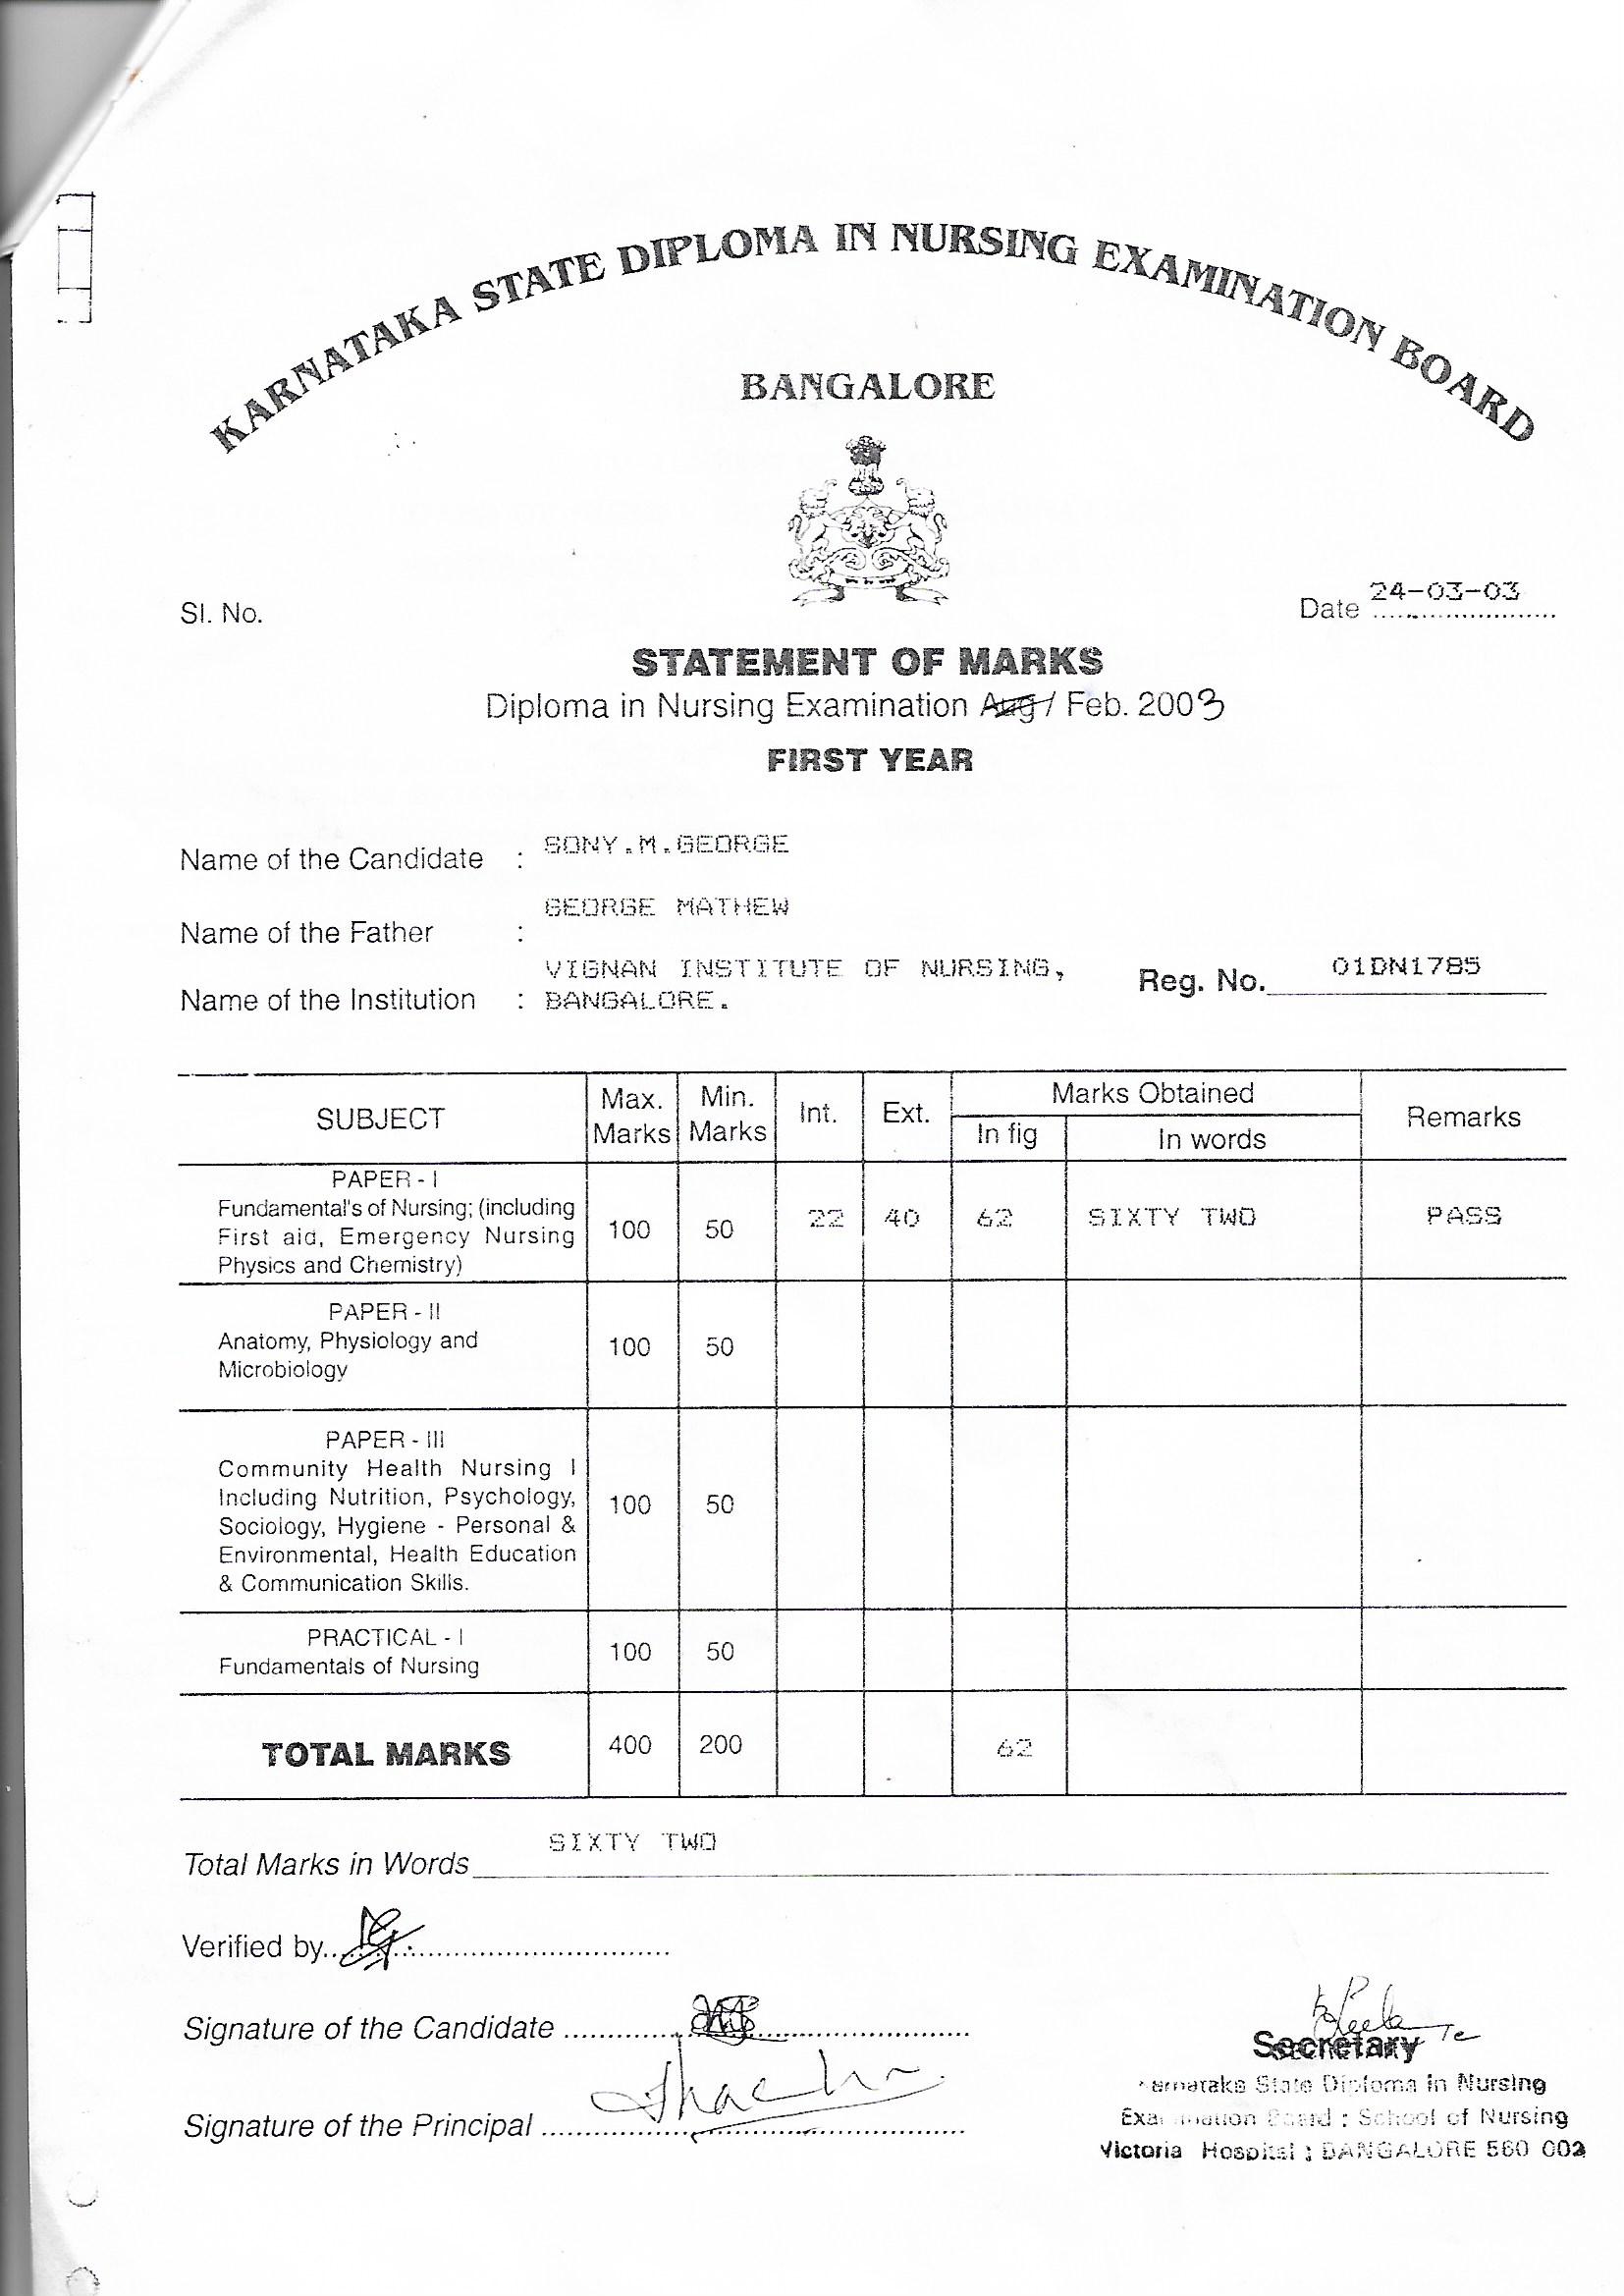 KARNATAKA STATE DIPLOMA IN NURSING EXAMINATION BOARD
BANGALORE
Sl. No.
Date 24-03-03
STATEMENT OF MARKS
Diploma in Nursing Examination Aug / Feb. 2003
FIRST YEAR
Name of the Candidate : SONY.M.GEORGE
Name of the Father : GEORGE MATHEW
VIGNAN INSTITUTE OF NURSING,
Name of the Institution : BANGALORE.
Reg. No. 01DN1785
SUBJECT Max. Marks Min. Marks Int. Ext. Marks Obtained Remarks
In fig In words
PAPER - I
Fundamental's of Nursing; (including
First aid, Emergency Nursing
Physics and Chemistry)
100 50 22 40 62 SIXTY TWO PASS
PAPER - II
Anatomy, Physiology and
Microbiology
100 50
PAPER - III
Community Health Nursing I
Including Nutrition, Psychology,
Sociology, Hygiene - Personal &
Environmental, Health Education
& Communication Skills.
100 50
PRACTICAL - I
Fundamentals of Nursing
100 50
TOTAL MARKS 400 200 62
Total Marks in Words SIXTY TWO
Verified by
Signature of the Candidate
Signature of the Principal
Secretary
Karnataka State Diploma in Nursing
Examination Board : School of Nursing
Victoria Hospital : BANGALORE 560 002